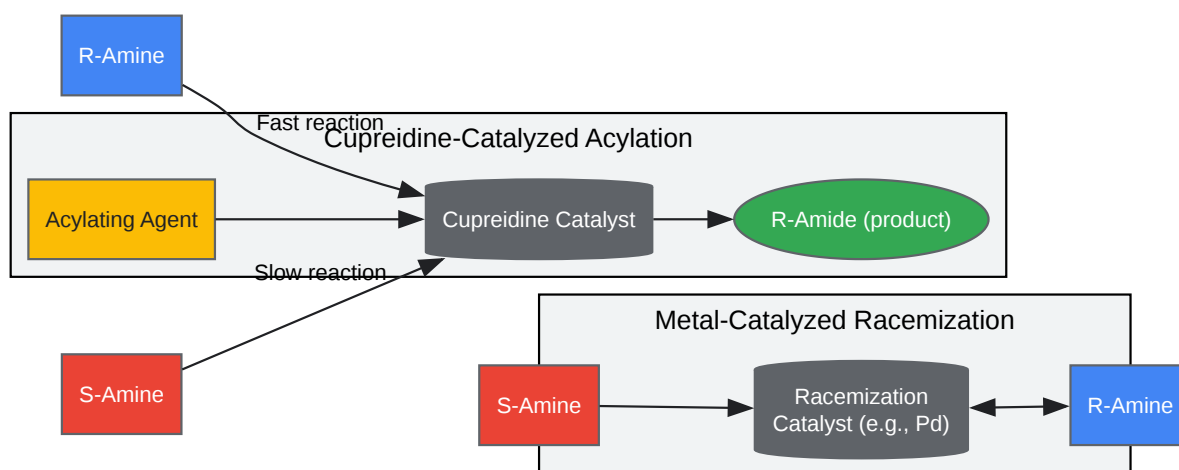 R-Amine
Fast reaction
Cupreidine-Catalyzed Acylation
Acylating Agent
Cupreidine Catalyst
R-Amide (product)
Slow reaction
S-Amine
Metal-Catalyzed Racemization
S-Amine
Racemization
Catalyst (e.g., Pd)
R-Amine